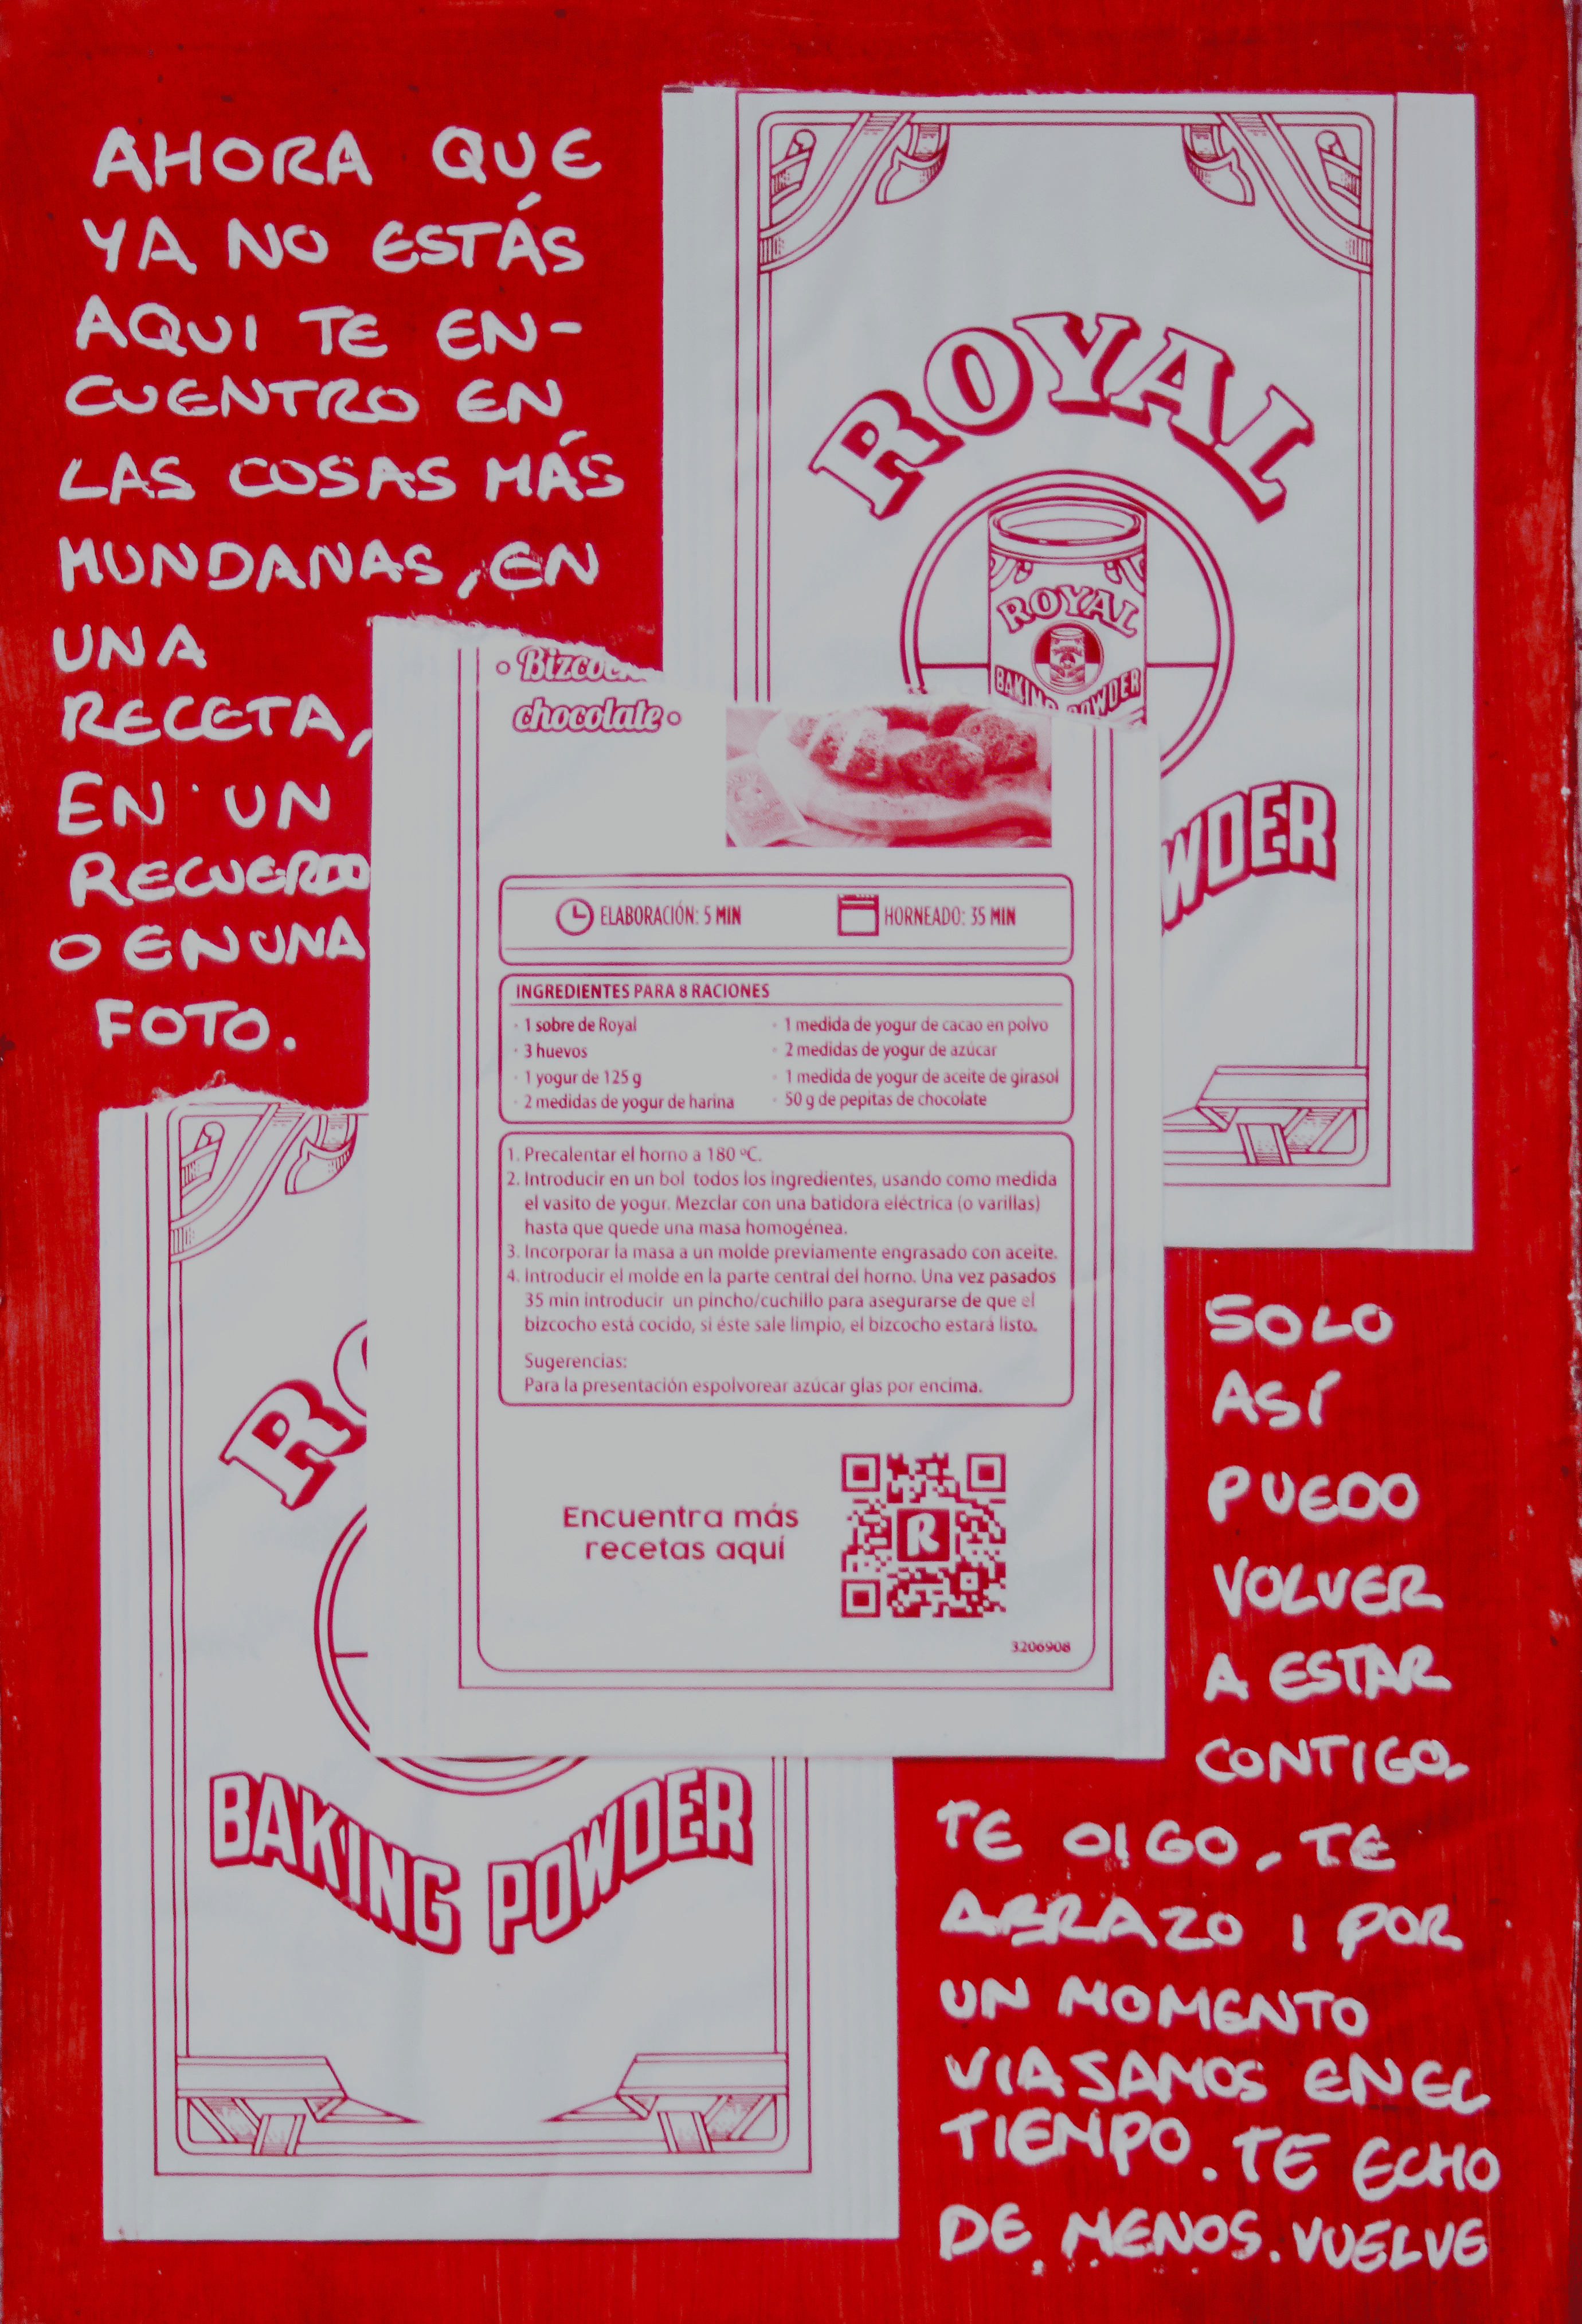 AHORA QUE
YA NO ESTÁS
AQUI TE EN-
CUENTRO EN
LAS COSAS MÁS
MUNDANAS, EN
UNA
RECETA,
EN UN
RECUERDO
O EN UNA
FOTO.
ROYAL
ROYAL
BAKING POWDER
WDER
• chocolate •
ELABORACIÓN: 5 MIN
HORNEADO: 35 MIN
INGREDIENTES PARA 8 RACIONES
· 1 sobre de Royal
· 3 huevos
· 1 yogur de 125 g
· 2 medidas de yogur de harina
· 1 medida de yogur de cacao en polvo
· 2 medidas de yogur de azúcar
· 1 medida de yogur de aceite de girasol
· 50 g de pepitas de chocolate
1. Precalentar el horno a 180 ºC.
2. Introducir en un bol todos los ingredientes, usando como medida
el vasito de yogur. Mezclar con una batidora eléctrica (o varillas)
hasta que quede una masa homogénea.
3. Incorporar la masa a un molde previamente engrasado con aceite.
4. Introducir el molde en la parte central del horno. Una vez pasados
35 min introducir un pincho/cuchillo para asegurarse de que el
bizcocho está cocido, si éste sale limpio, el bizcocho estará listo.
Sugerencias:
Para la presentación espolvorear azúcar glas por encima.
Encuentra más
recetas aquí
R
3206908
RO
BAKING POWDER
SOLO
ASÍ
PUEDO
VOLVER
A ESTAR
CONTIGO.
TE OIGO, TE
ABRAZO I POR
UN MOMENTO
VIASAMOS EN EL
TIEMPO. TE ECHO
DE MENOS. VUELVE